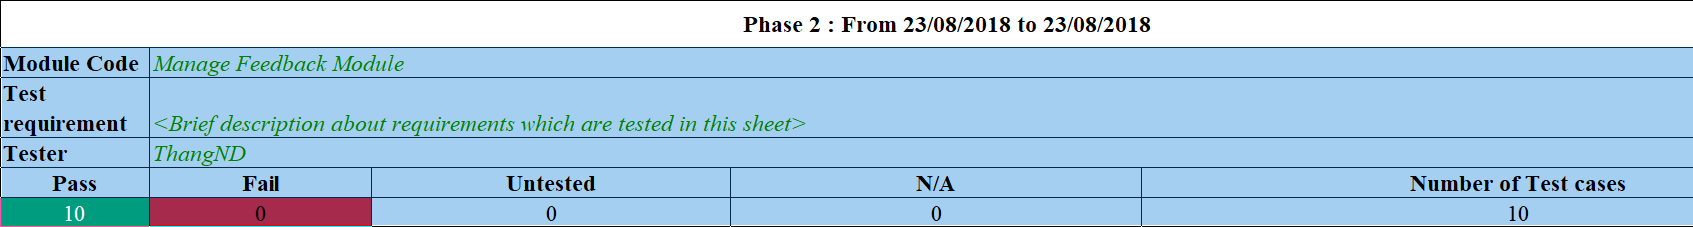 Phase 2 : From 23/08/2018 to 23/08/2018
Module Code Manage Feedback Module
Test
requirement <Brief description about requirements which are tested in this sheet>
Tester ThangND
Pass Fail Untested N/A Number of Test cases
10 0 0 0 10